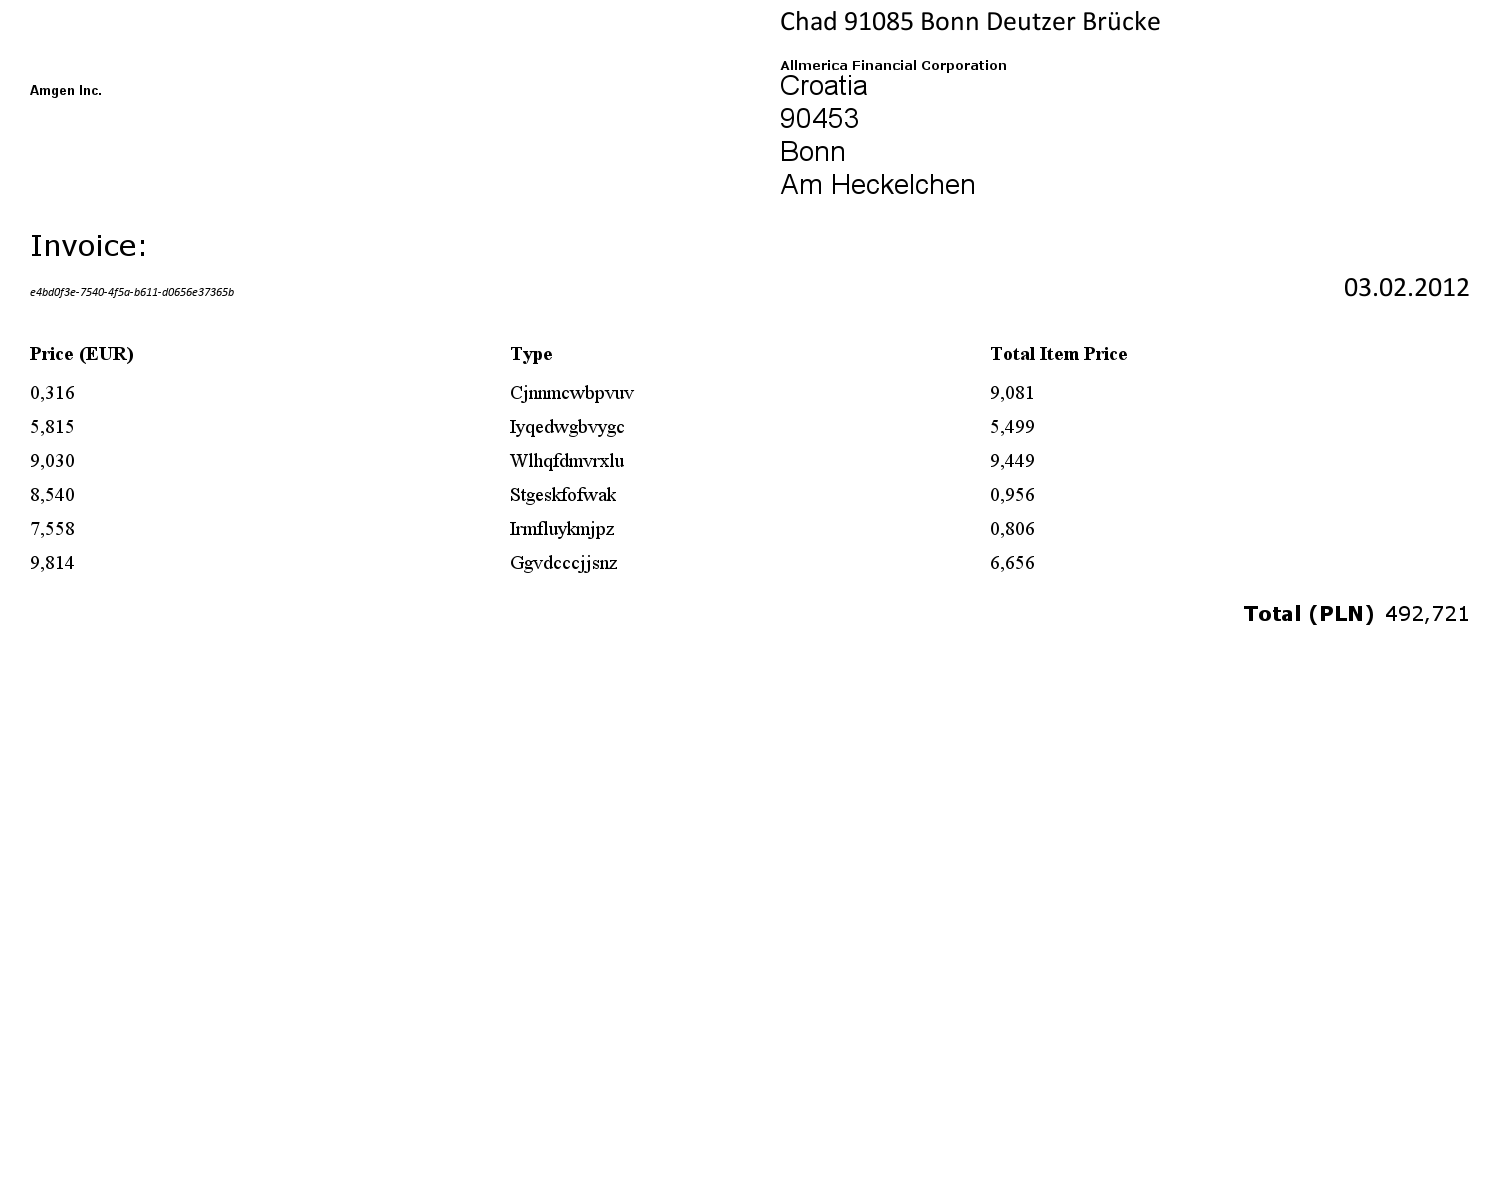 Chad 91085 Bonn Deutzer Brücke
Amgen Inc.
Allmerica Financial Corporation
Croatia
90453
Bonn
Am Heckelchen
Invoice:
e4bd0f3e-7540-4f5a-b611-d0656e37365b
03.02.2012
Price (EUR) Type Total Item Price
0,316 Cjnnmcwbpvuv 9,081
5,815 Iyqedwgbvygc 5,499
9,030 Wlhqfdmvrxlu 9,449
8,540 Stgeskfofwak 0,956
7,558 Irmfluykmjpz 0,806
9,814 Ggvdcccjjsnz 6,656
Total (PLN) 492,721